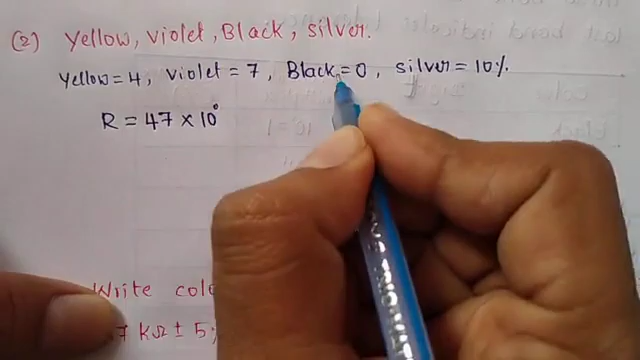 (2) Yellow, violet, Black, silver.
Yellow = 4, violet = 7, Black = 0, silver = 10%.
R = 47 × 10⁰
Write
7 KΩ ± 5